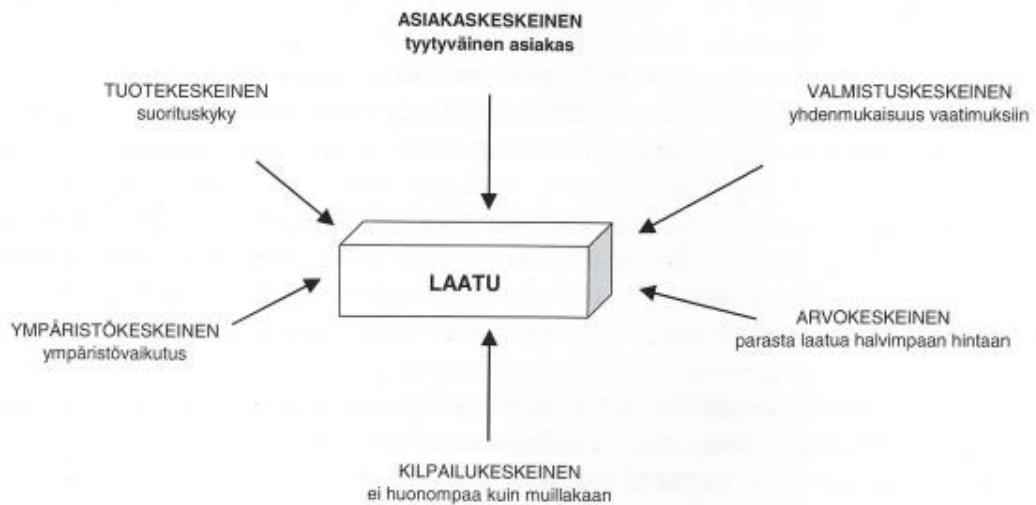 ASIAKASKESKEINEN
tyytyväinen asiakas
TUOTEKESKEINEN
suorituskyky
VALMISTUSKESKEINEN
yhdenmukaisuus vaatimuksiin
LAATU
YMPÄRISTÖKESKEINEN
ympäristövaikutus
ARVOKESKEINEN
parasta laatua halvimpaan hintaan
KILPAILUKESKEINEN
ei huonompaa kuin muillakaan